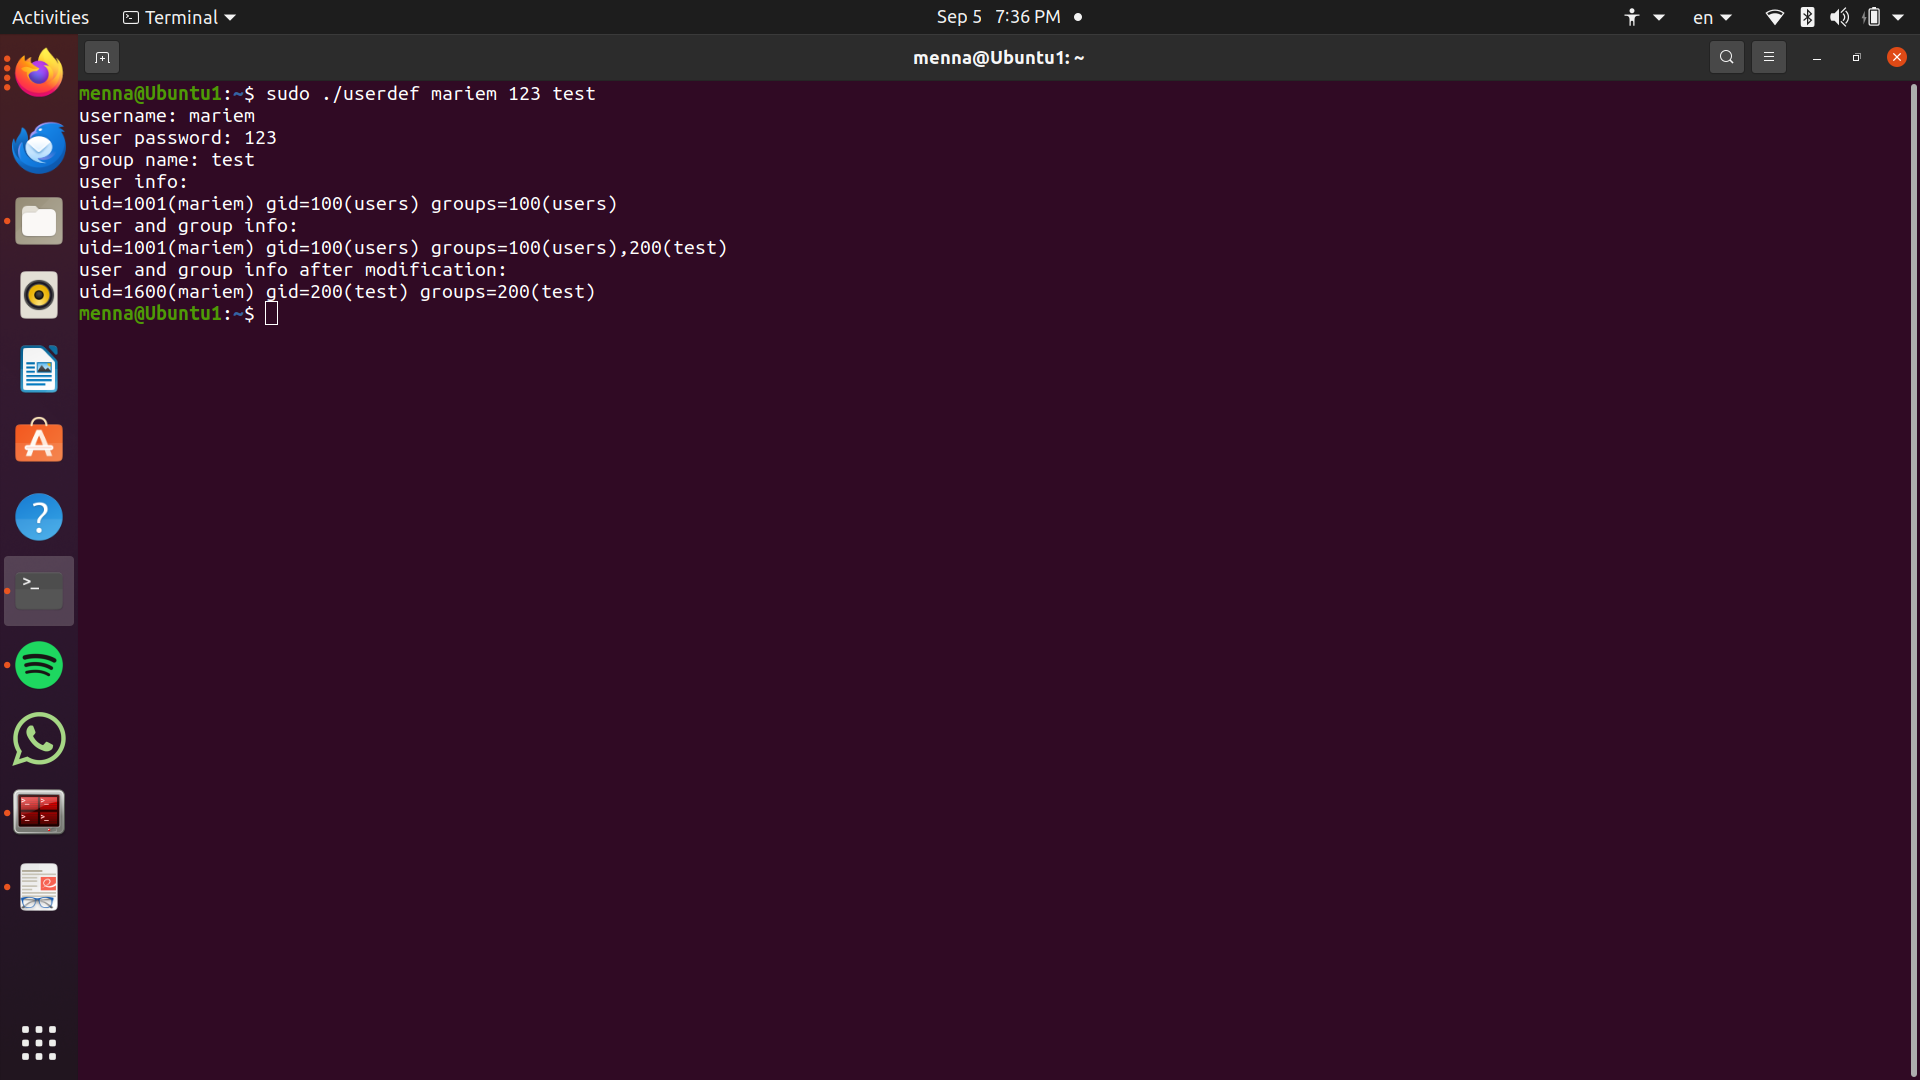 Activities Terminal Sep 5 7:36 PM en
menna@Ubuntu1: ~
menna@Ubuntu1:~$ sudo ./userdef mariem 123 test
username: mariem
user password: 123
group name: test
user info:
uid=1001(mariem) gid=100(users) groups=100(users)
user and group info:
uid=1001(mariem) gid=100(users) groups=100(users),200(test)
user and group info after modification:
uid=1600(mariem) gid=200(test) groups=200(test)
menna@Ubuntu1:~$